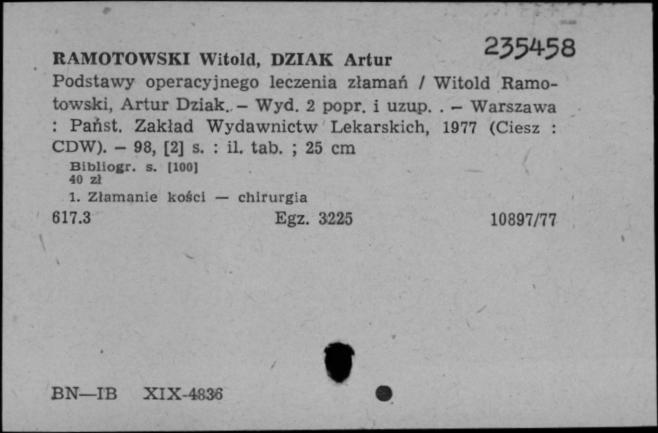 235458
RAMOTOWSKI Witold, DZIAK Artur
Podstawy operacyjnego leczenia złamań / Witold Ramo-
towski, Artur Dziak. – Wyd. 2 popr. i uzup. . – Warszawa
: Państ. Zakład Wydawnictw Lekarskich, 1977 (Ciesz :
CDW). – 98, [2] s. : il. tab. ; 25 cm
Bibliogr. s. [100]
40 zł
1. Złamanie kości — chirurgia
617.3 Egz. 3225 10897/77
BN—IB XIX-4836